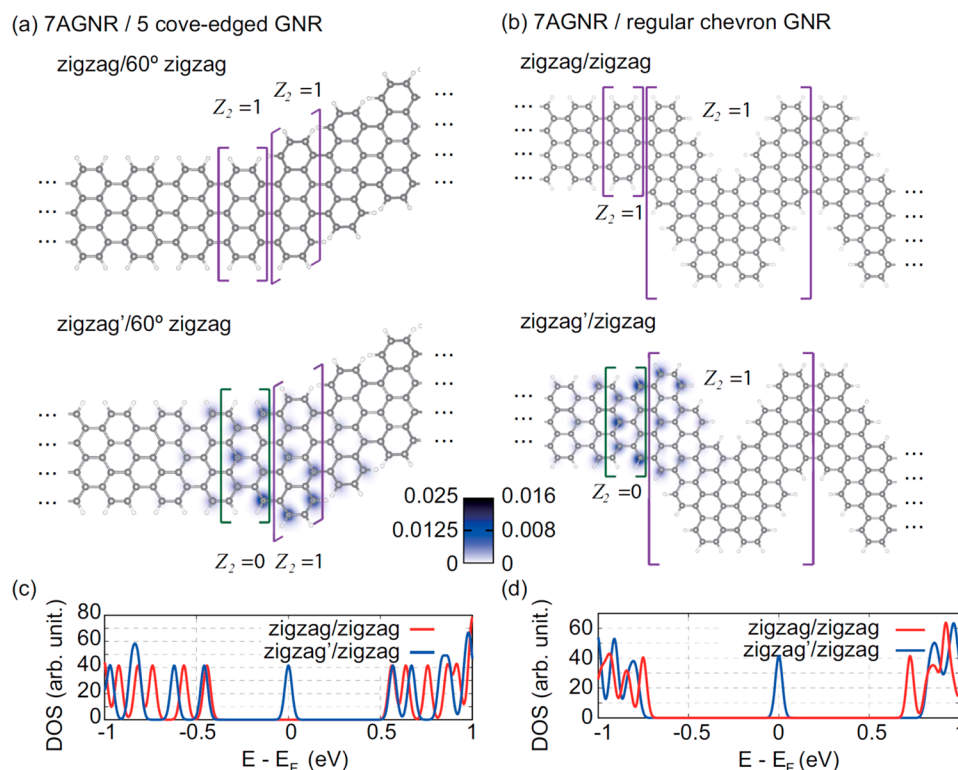 (a) 7AGNR / 5 cove-edged GNR
zigzag/60º zigzag
Z2=1
Z2=1
...
...
...
...
...
...
...
zigzag’/60º zigzag
...
...
...
...
...
...
...
Z2=0 Z2=1
0.025 0.016
0.0125 0.008
0 0
(b) 7AGNR / regular chevron GNR
zigzag/zigzag
Z2=1
...
...
...
Z2=1
...
...
...
...
zigzag’/zigzag
Z2=1
...
...
...
Z2=0
...
...
...
...
(c)
DOS (arb. unit.)
80
60
40
20
0
zigzag/zigzag
zigzag’/zigzag
-1 -0.5 0 0.5 1
E - EF (eV)
(d)
DOS (arb. unit.)
60
40
20
0
zigzag/zigzag
zigzag’/zigzag
-1 -0.5 0 0.5 1
E - EF (eV)